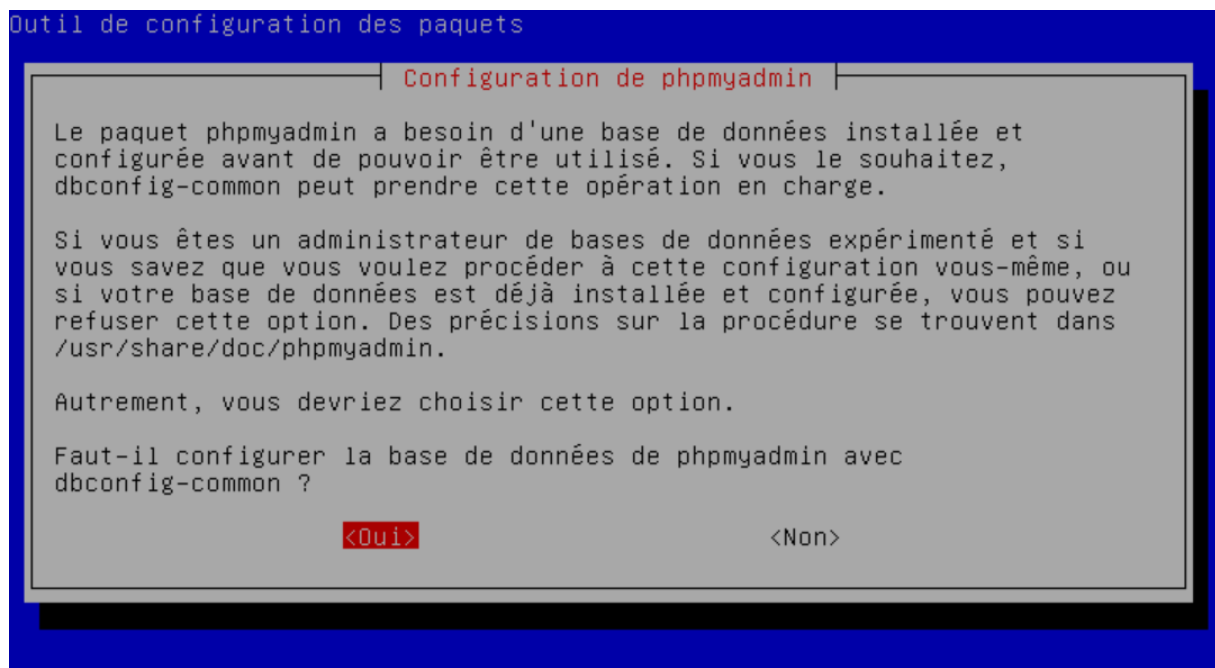 Outil de configuration des paquets
Configuration de phpmyadmin
Le paquet phpmyadmin a besoin d'une base de données installée et
configurée avant de pouvoir être utilisé. Si vous le souhaitez,
dbconfig-common peut prendre cette opération en charge.
Si vous êtes un administrateur de bases de données expérimenté et si
vous savez que vous voulez procéder à cette configuration vous-même, ou
si votre base de données est déjà installée et configurée, vous pouvez
refuser cette option. Des précisions sur la procédure se trouvent dans
/usr/share/doc/phpmyadmin.
Autrement, vous devriez choisir cette option.
Faut-il configurer la base de données de phpmyadmin avec
dbconfig-common ?
<Oui> <Non>